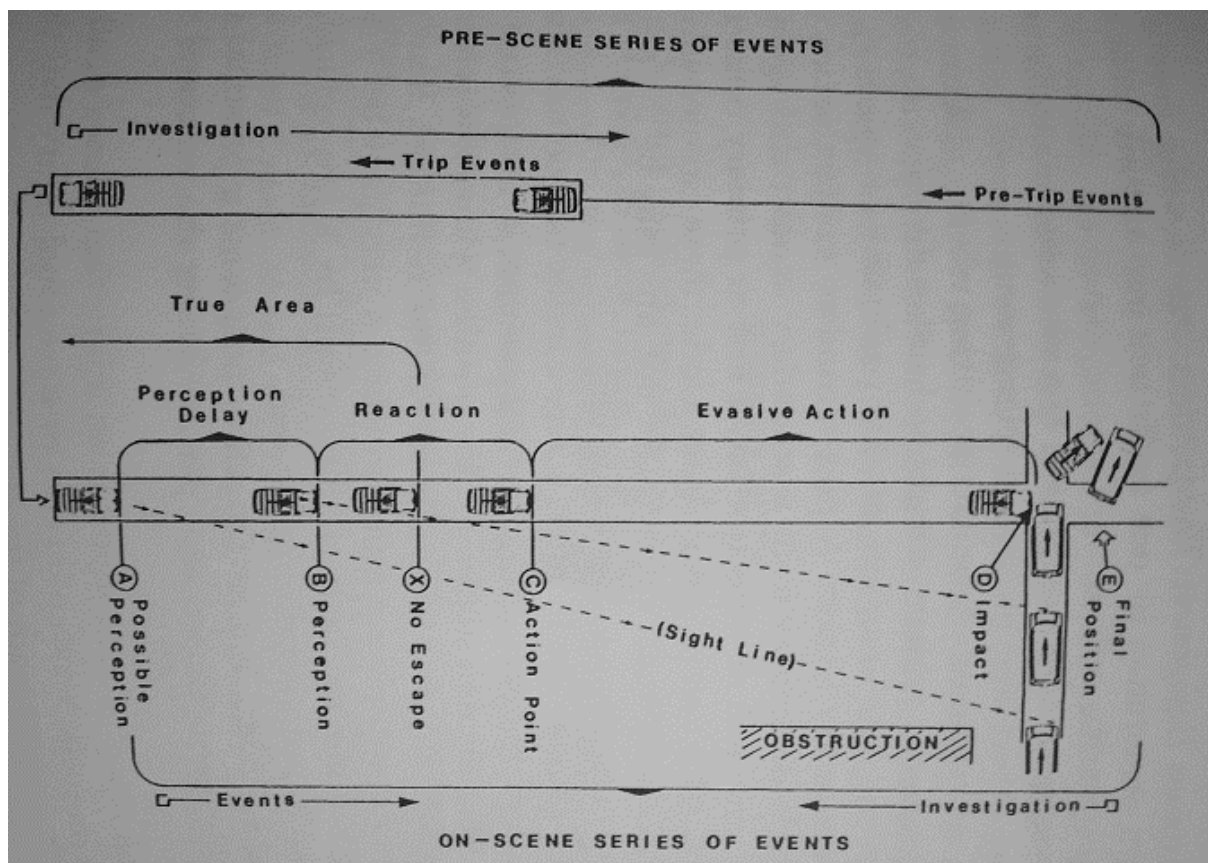 PRE-SCENE SERIES OF EVENTS
Investigation
Trip Events
Pre-Trip Events
True Area
Perception
Delay
Reaction
Evasive Action
A
Possible
Perception
B
Perception
X
No Escape
C
Action Point
D
Impact
E
Final
Position
(Sight Line)
OBSTRUCTION
Events
Investigation
ON-SCENE SERIES OF EVENTS